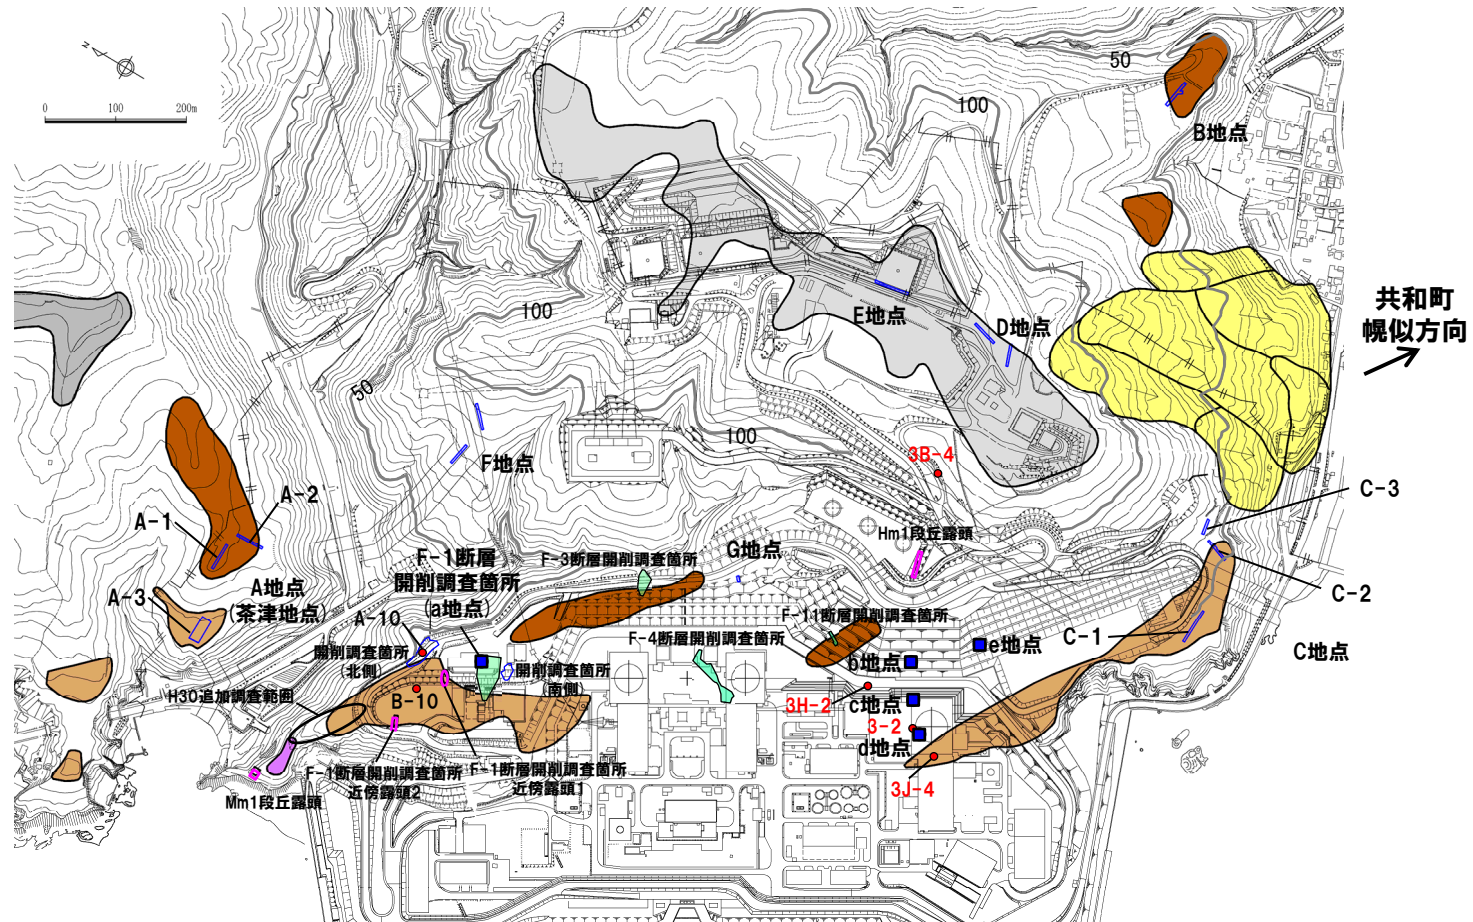 N
0 100 200m
50
100
B地点
共和町
幌似方向
E地点
D地点
100
50
100
3B-4
F地点
A-2
A-1
C-3
Hm1段丘露頭
G地点
F-1断層
開削調査箇所
(a地点)
F-3断層開削調査箇所
A地点
(茶津地点)
A-3
C-2
A-10
F-11断層開削調査箇所
F-4断層開削調査箇所
C-1
e地点
C地点
開削調査箇所
(北側)
b地点
開削調査箇所
(南側)
H30追加調査範囲
B-10
3H-2
c地点
3-2
d地点
F-1断層開削調査箇所
近傍露頭2
F-1断層開削調査箇所
近傍露頭1
3J-4
Mm1段丘露頭